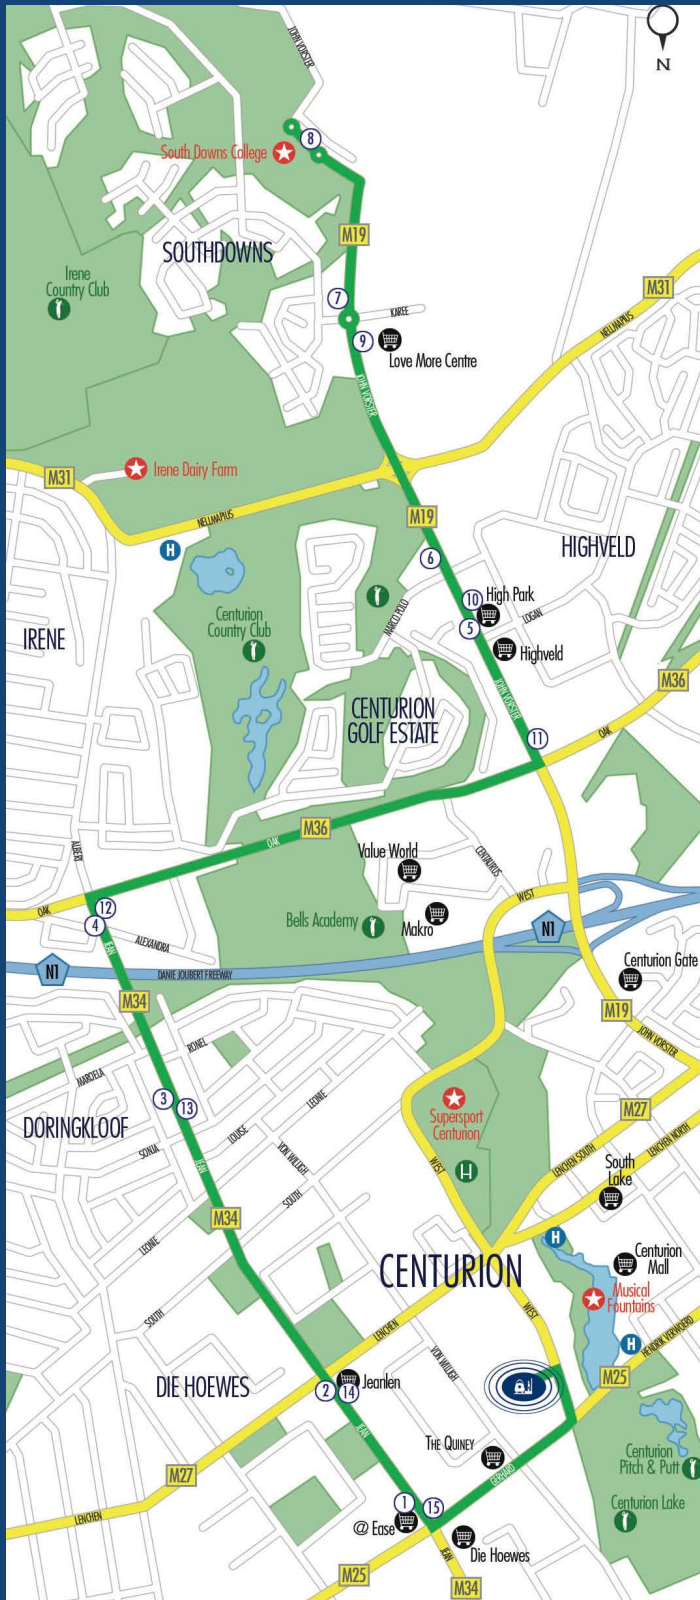 JOHN VORSTER
N
8
South Downs College
M19
SOUTHDOWNS
Irene
Country Club
M31
7
KAREE
NELLMAPIUS
9
Love More Centre
JOHN VORSTER
Irene Dairy Farm
M31
NELLMAPIUS
M19
H
6
HIGHVELD
10
High Park
Centurion
Country Club
MARCO POLO
LOGAN
5
IRENE
Highveld
M36
JOHN VORSTER
CENTURION
GOLF ESTATE
11
OAK
M36
OAK
ALBERT
Value World
CENTAURUS
WEST
OAK
12
4
Bells Academy
Makro
N1
JEAN
ALEXANDRA
N1
DANIE JOUBERT FREEWAY
Centurion Gate
M34
M19
JOHN VORSTER
RONEL
MAROELA
3
13
LEONIE
Supersport
Centurion
M27
DORINGKLOOF
LOUISE
SONJA
VON WILLIGH
WEST
LENCHEN SOUTH
LENCHEN NORTH
JEAN
H
South
Lake
SOUTH
M34
LEONIE
H
Centurion
Mall
CENTURION
Musical
Fountains
SOUTH
LENCHEN
WEST
HENDRIK VERWOERD
H
VON WILLIGH
M25
DIE HOEWES
2
Jeanlen
14
JEAN
THE QUINEY
Centurion
Pitch & Putt
M27
GERHARD
1
15
Centurion Lake
LENCHEN
@ Ease
Die Hoewes
JEAN
M25
M34